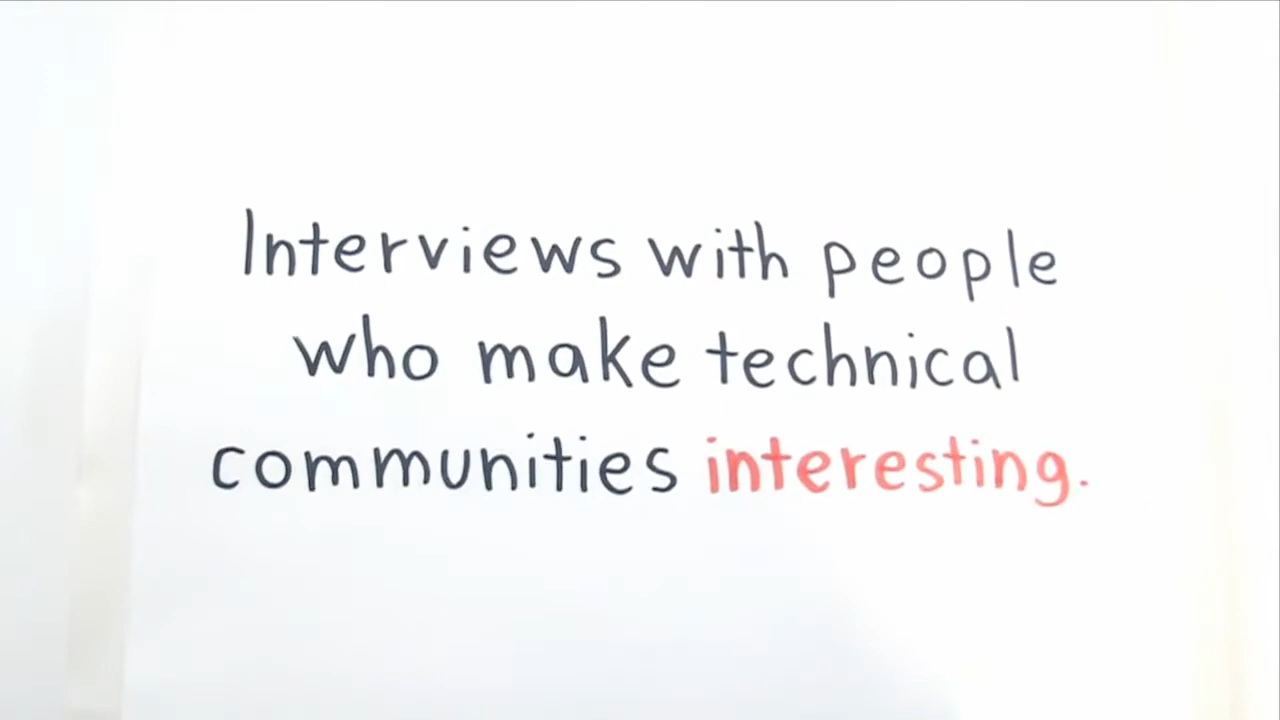 Interviews with people
who make technical
communities interesting.